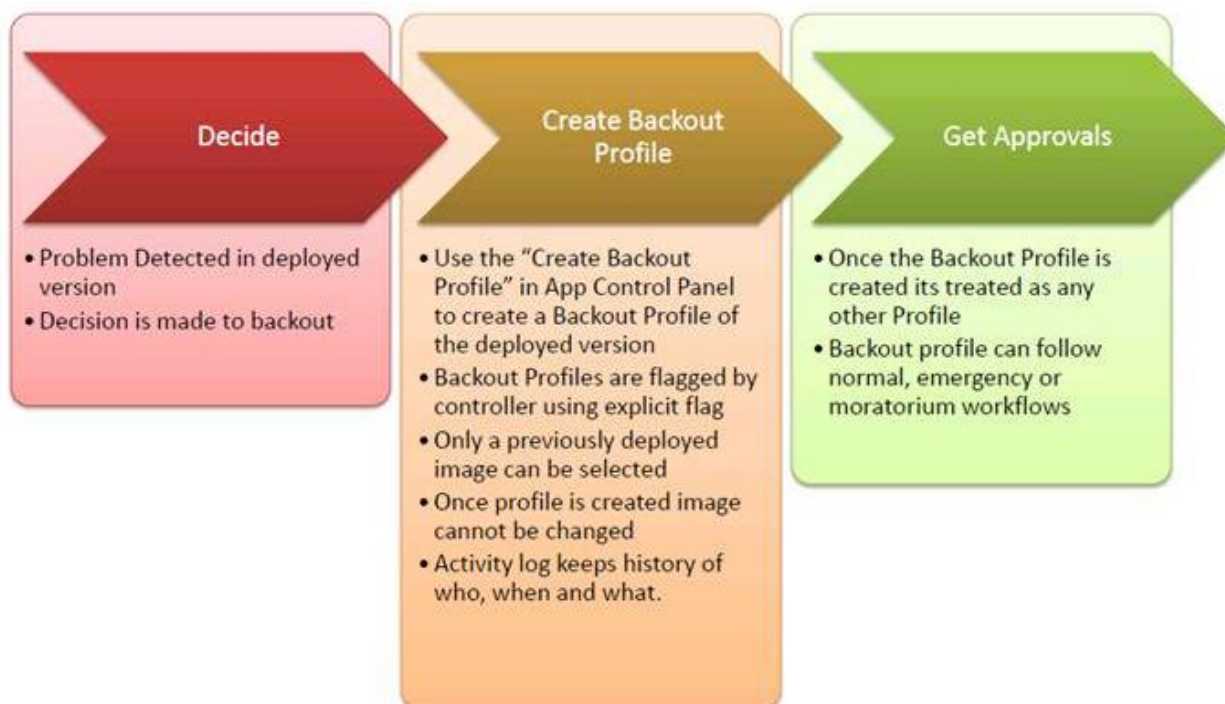 Decide
• Problem Detected in deployed
version
• Decision is made to backout
Create Backout
Profile
• Use the “Create Backout
Profile” in App Control Panel
to create a Backout Profile of
the deployed version
• Backout Profiles are flagged by
controller using explicit flag
• Only a previously deployed
image can be selected
• Once profile is created image
cannot be changed
• Activity log keeps history of
who, when and what.
Get Approvals
• Once the Backout Profile is
created its treated as any
other Profile
• Backout profile can follow
normal, emergency or
moratorium workflows